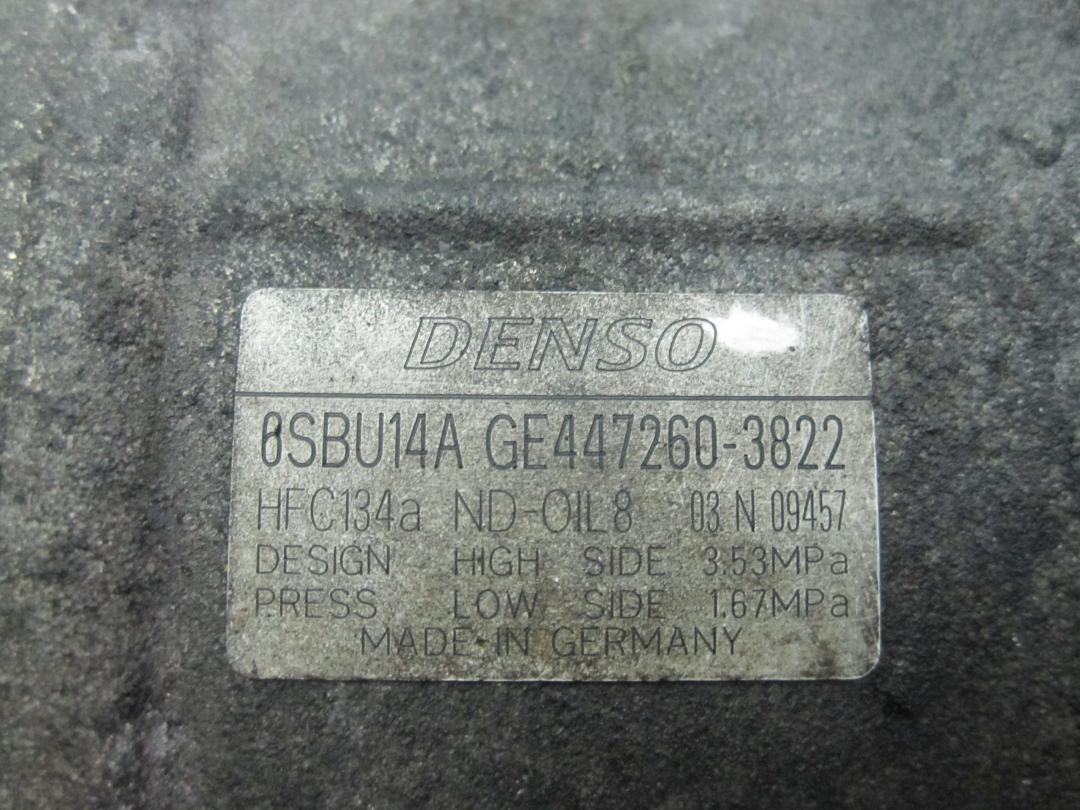 DENSO
6SBU14A GE447260-3822
HFC134a ND-OIL8 03 N 09457
DESIGN HIGH SIDE 3.53MPa
PRESS LOW SIDE 1.67MPa
MADE IN GERMANY